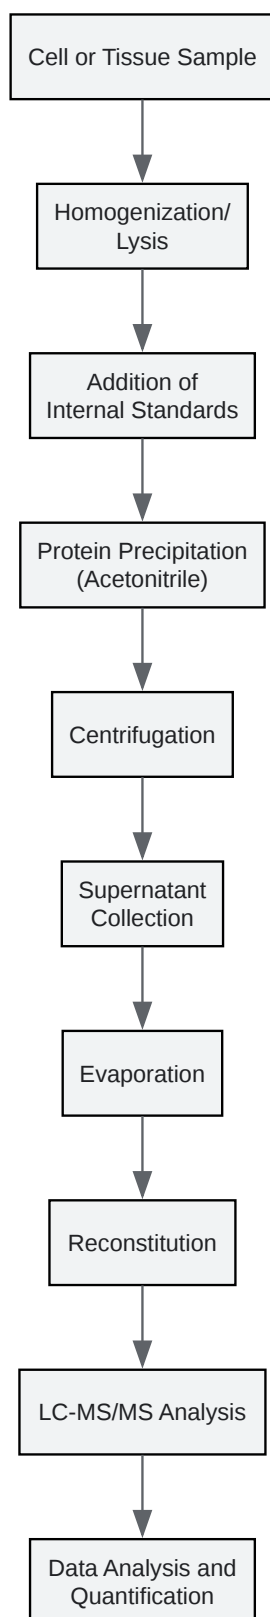 Cell or Tissue Sample
Homogenization/
Lysis
Addition of
Internal Standards
Protein Precipitation
(Acetonitrile)
Centrifugation
Supernatant
Collection
Evaporation
Reconstitution
LC-MS/MS Analysis
Data Analysis and
Quantification